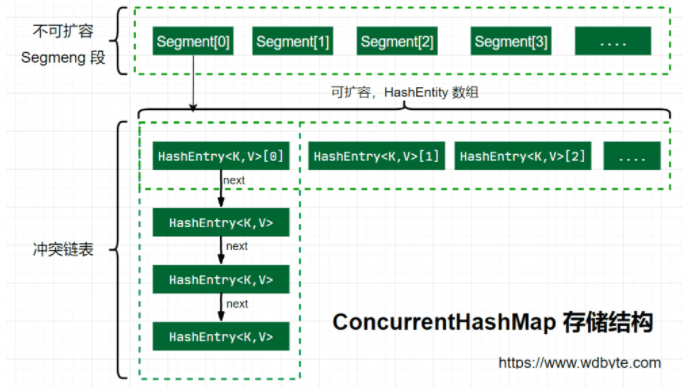 不可扩容
Segmeng 段
Segment[0]
Segment[1]
Segment[2]
Segment[3]
....
可扩容，HashEntity 数组
HashEntry<K,V>[0]
HashEntry<K,V>[1]
HashEntry<K,V>[2]
....
next
HashEntry<K,V>
next
冲突链表
HashEntry<K,V>
next
HashEntry<K,V>
ConcurrentHashMap 存储结构
https://www.wdbyte.com